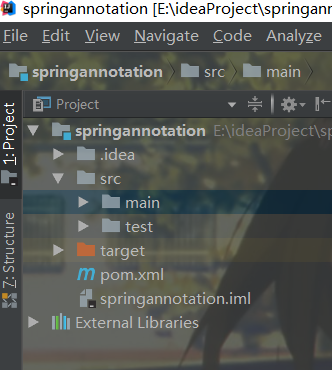 springannotation [E:\ideaProject\springann
File Edit View Navigate Code Analyze
springannotation src main
Project
springannotation E:\ideaProject\sp
.idea
src
main
test
target
pom.xml
springannotation.iml
External Libraries
1: Project
7: Structure